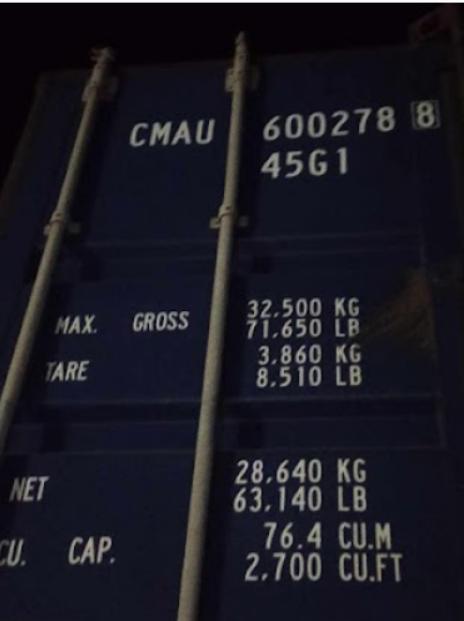 CMAU 600278 8
45G1
MAX. GROSS 32.500 KG
71.650 LB
TARE 3.860 KG
8.510 LB
NET 28.640 KG
63.140 LB
CU. CAP. 76.4 CU.M
2.700 CU.FT